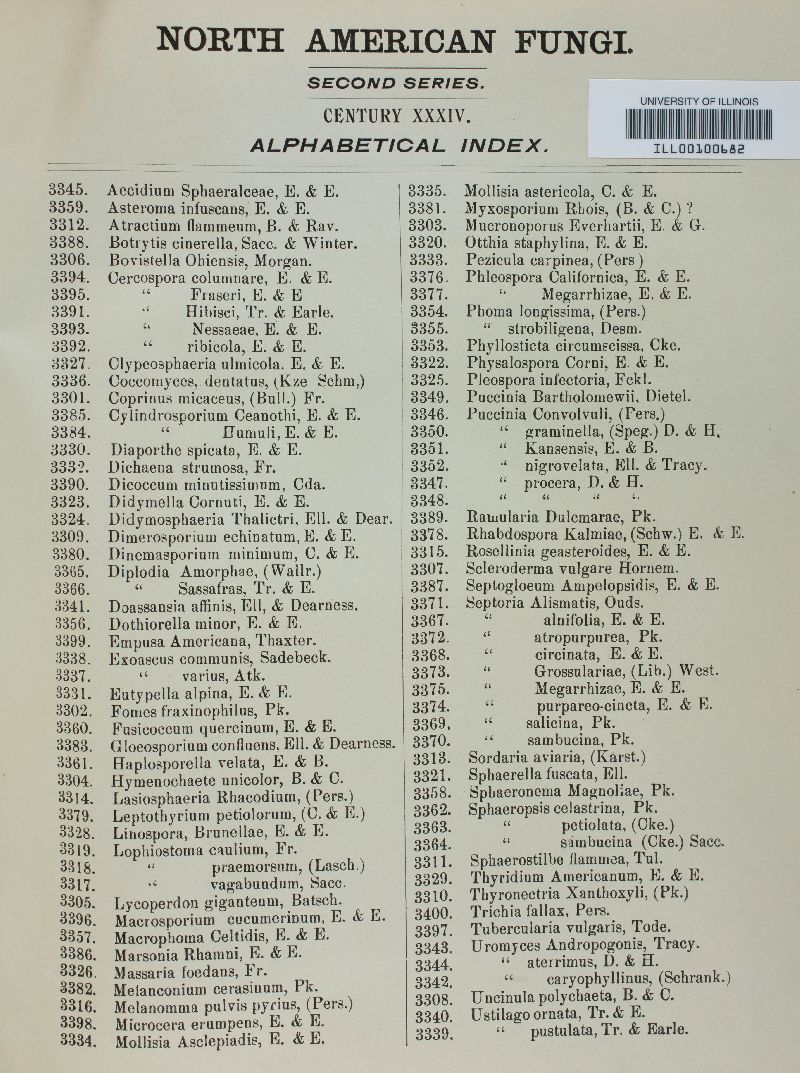 NORTH AMERICAN FUNGI.
SECOND SERIES.
CENTURY XXXIV.
ALPHABETICAL INDEX.
UNIVERSITY OF ILLINOIS
ILL00100682
3345. Aecidium Sphaeralceae, E. & E.
3359. Asteroma infuscans, E. & E.
3312. Atractium flammeum, B. & Rav.
3388. Botrytis cinerella, Sacc. & Winter.
3306. Bovistella Ohiensis, Morgan.
3394. Cercospora columnare, E. & E.
3395. “ Fraseri, E. & E
3391. “ Hibisci, Tr. & Earle.
3393. “ Nessaeae, E. & E.
3392. “ ribicola, E. & E.
3327. Clypeosphaeria ulmicola, E. & E.
3336. Coccomyces, dentatus, (Kze Schm,)
3301. Coprinus micaceus, (Bull.) Fr.
3385. Cylindrosporium Ceanothi, E. & E.
3384. “ Humuli, E. & E.
3330. Diaporthe spicata, E. & E.
3332. Dichaena strumosa, Fr.
3390. Dicoccum minutissimum, Cda.
3323. Didymella Cornuti, E. & E.
3324. Didymosphaeria Thalictri, Ell. & Dear.
3309. Dimerosporium echinatum, E. & E.
3380. Dinemasporium minimum, C. & E.
3365. Diplodia Amorphae, (Wallr.)
3366. “ Sassafras, Tr. & E.
3341. Doassansia affinis, Ell, & Dearness.
3356. Dothiorella minor, E. & E.
3399. Empusa Americana, Thaxter.
3338. Exoascus communis, Sadebeck.
3337. “ varius, Atk.
3331. Eutypella alpina, E. & E.
3302. Fomes fraxinophilus, Pk.
3360. Fusicoccum quercinum, E. & E.
3383. Gloeosporium confluens, Ell. & Dearness.
3361. Haplosporella velata, E. & B.
3304. Hymenochaete unicolor, B. & C.
3314. Lasiosphaeria Rhacodium, (Pers.)
3379. Leptothyrium petiolorum, (C. & E.)
3328. Linospora, Brunellae, E. & E.
3319. Lophiostoma caulium, Fr.
3318. “ praemorsum, (Lasch.)
3317. “ vagabundum, Sacc.
3305. Lycoperdon giganteum, Batsch.
3396. Macrosporium cucumerinum, E. & E.
3357. Macrophoma Celtidis, E. & E.
3386. Marsonia Rhamni, E. & E.
3326. Massaria foedans, Fr.
3382. Melanconium cerasinum, Pk.
3316. Melanomma pulvis pyrius, (Pers.)
3398. Microcera erumpens, E. & E.
3334. Mollisia Asclepiadis, E. & E.
3335. Mollisia astericola, C. & E.
3381. Myxosporium Rhois, (B. & C.) ?
3303. Mucronoporus Everhartii, E. & G.
3320. Otthia staphylina, E. & E.
3333. Pezicula carpinea, (Pers )
3376. Phleospora Californica, E. & E.
3377. “ Megarrhizae, E. & E.
3354. Phoma longissima, (Pers.)
3355. “ strobiligena, Desm.
3353. Phyllosticta circumscissa, Cke.
3322. Physalospora Corni, E. & E.
3325. Pleospora infectoria, Fckl.
3349. Puccinia Bartholomewii, Dietel.
3346. Puccinia Convolvuli, (Pers.)
3350. “ graminella, (Speg.) D. & H.
3351. “ Kansensis, E. & B.
3352. “ nigrovelata, Ell. & Tracy.
3347. “ procera, D. & H.
3348. “ “ “ “
3389. Ramularia Dulcmarae, Pk.
3378. Rhabdospora Kalmiae, (Schw.) E. & E.
3315. Rosellinia geasteroides, E. & E.
3307. Scleroderma vulgare Hornem.
3387. Septogloeum Ampelopsidis, E. & E.
3371. Septoria Alismatis, Ouds.
3367. “ alnifolia, E. & E.
3372. “ atropurpurea, Pk.
3368. “ circinata, E. & E.
3373. “ Grossulariae, (Lib.) West.
3375. “ Megarrhizae, E. & E.
3374. “ purpareo-cincta, E. & E.
3369. “ salicina, Pk.
3370. “ sambucina, Pk.
3313. Sordaria aviaria, (Karst.)
3321. Sphaerella fuscata, Ell.
3358. Sphaeronema Magnoliae, Pk.
3362. Sphaeropsis celastrina, Pk.
3363. “ petiolata, (Cke.)
3364. “ sambucina (Cke.) Sacc.
3311. Sphaerostilbe flammea, Tul.
3329. Thyridium Americanum, E. & E.
3310. Thyronectria Xanthoxyli, (Pk.)
3400. Trichia fallax, Pers.
3397. Tubercularia vulgaris, Tode.
3343. Uromyces Andropogonis, Tracy.
3344. “ aterrimus, D. & H.
3342. “ caryophyllinus, (Schrank.)
3308. Uncinula polychaeta, B. & C.
3340. Ustilago ornata, Tr. & E.
3339. “ pustulata, Tr. & Earle.